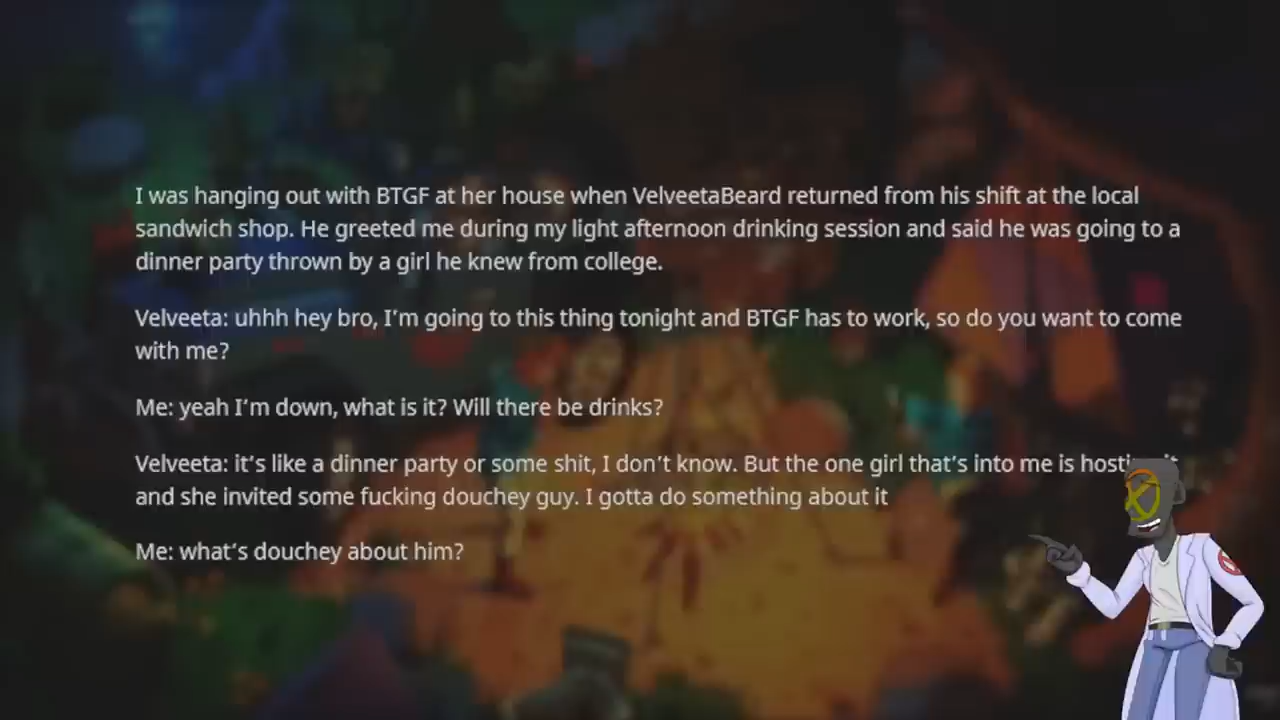 I was hanging out with BTGF at her house when VelveetaBeard returned from his shift at the local
sandwich shop. He greeted me during my light afternoon drinking session and said he was going to a
dinner party thrown by a girl he knew from college.
Velveeta: uhhh hey bro, I'm going to this thing tonight and BTGF has to work, so do you want to come
with me?
Me: yeah I'm down, what is it? Will there be drinks?
Velveeta: it's like a dinner party or some shit, I don't know. But the one girl that's into me is
and she invited some fucking douchey guy. I gotta do something about it
Me: what's douchey about him?